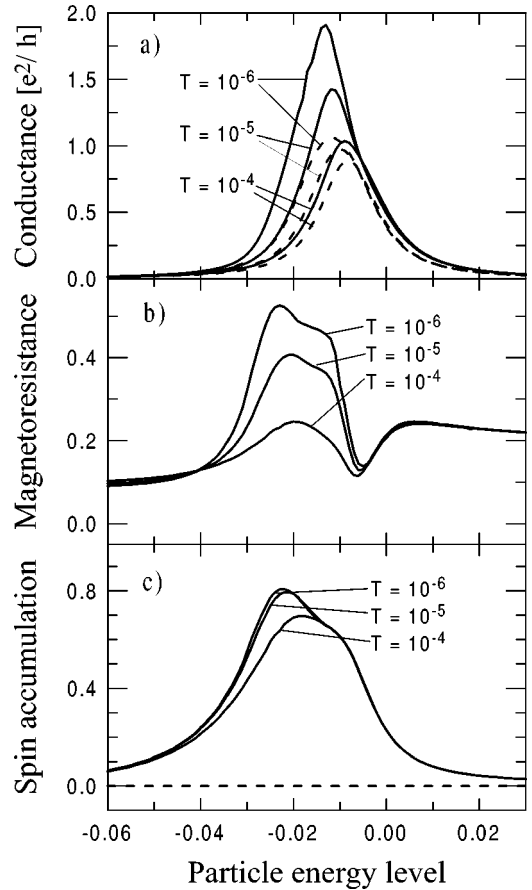 Conductance [e²/ h]
2.0
1.5
1.0
0.5
0.0
a)
T = 10⁻⁶
T = 10⁻⁵
T = 10⁻⁴
Magnetoresistance
0.4
0.2
0.0
b)
T = 10⁻⁶
T = 10⁻⁵
T = 10⁻⁴
Spin accumulation
0.8
0.4
0.0
c)
T = 10⁻⁶
T = 10⁻⁵
T = 10⁻⁴
-0.06 -0.04 -0.02 0.00 0.02
Particle energy level